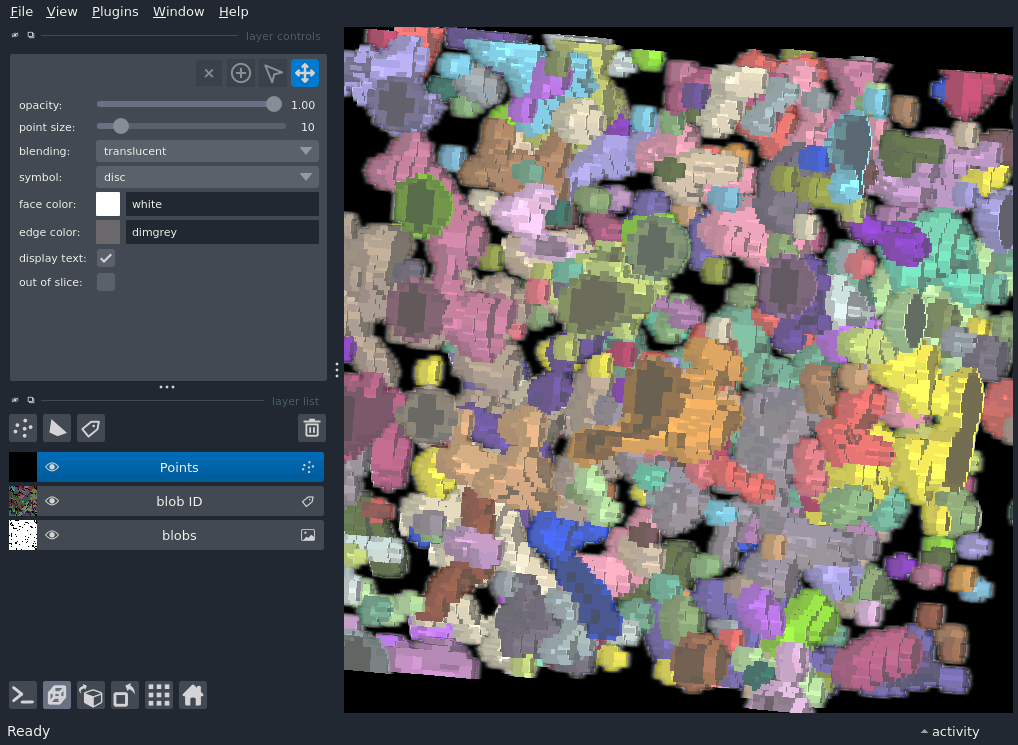 File View Plugins Window Help
layer controls
opacity: 1.00
point size: 10
blending: translucent
symbol: disc
face color: white
edge color: dimgrey
display text:
out of slice:
layer list
Points
blob ID
blobs
Ready
activity